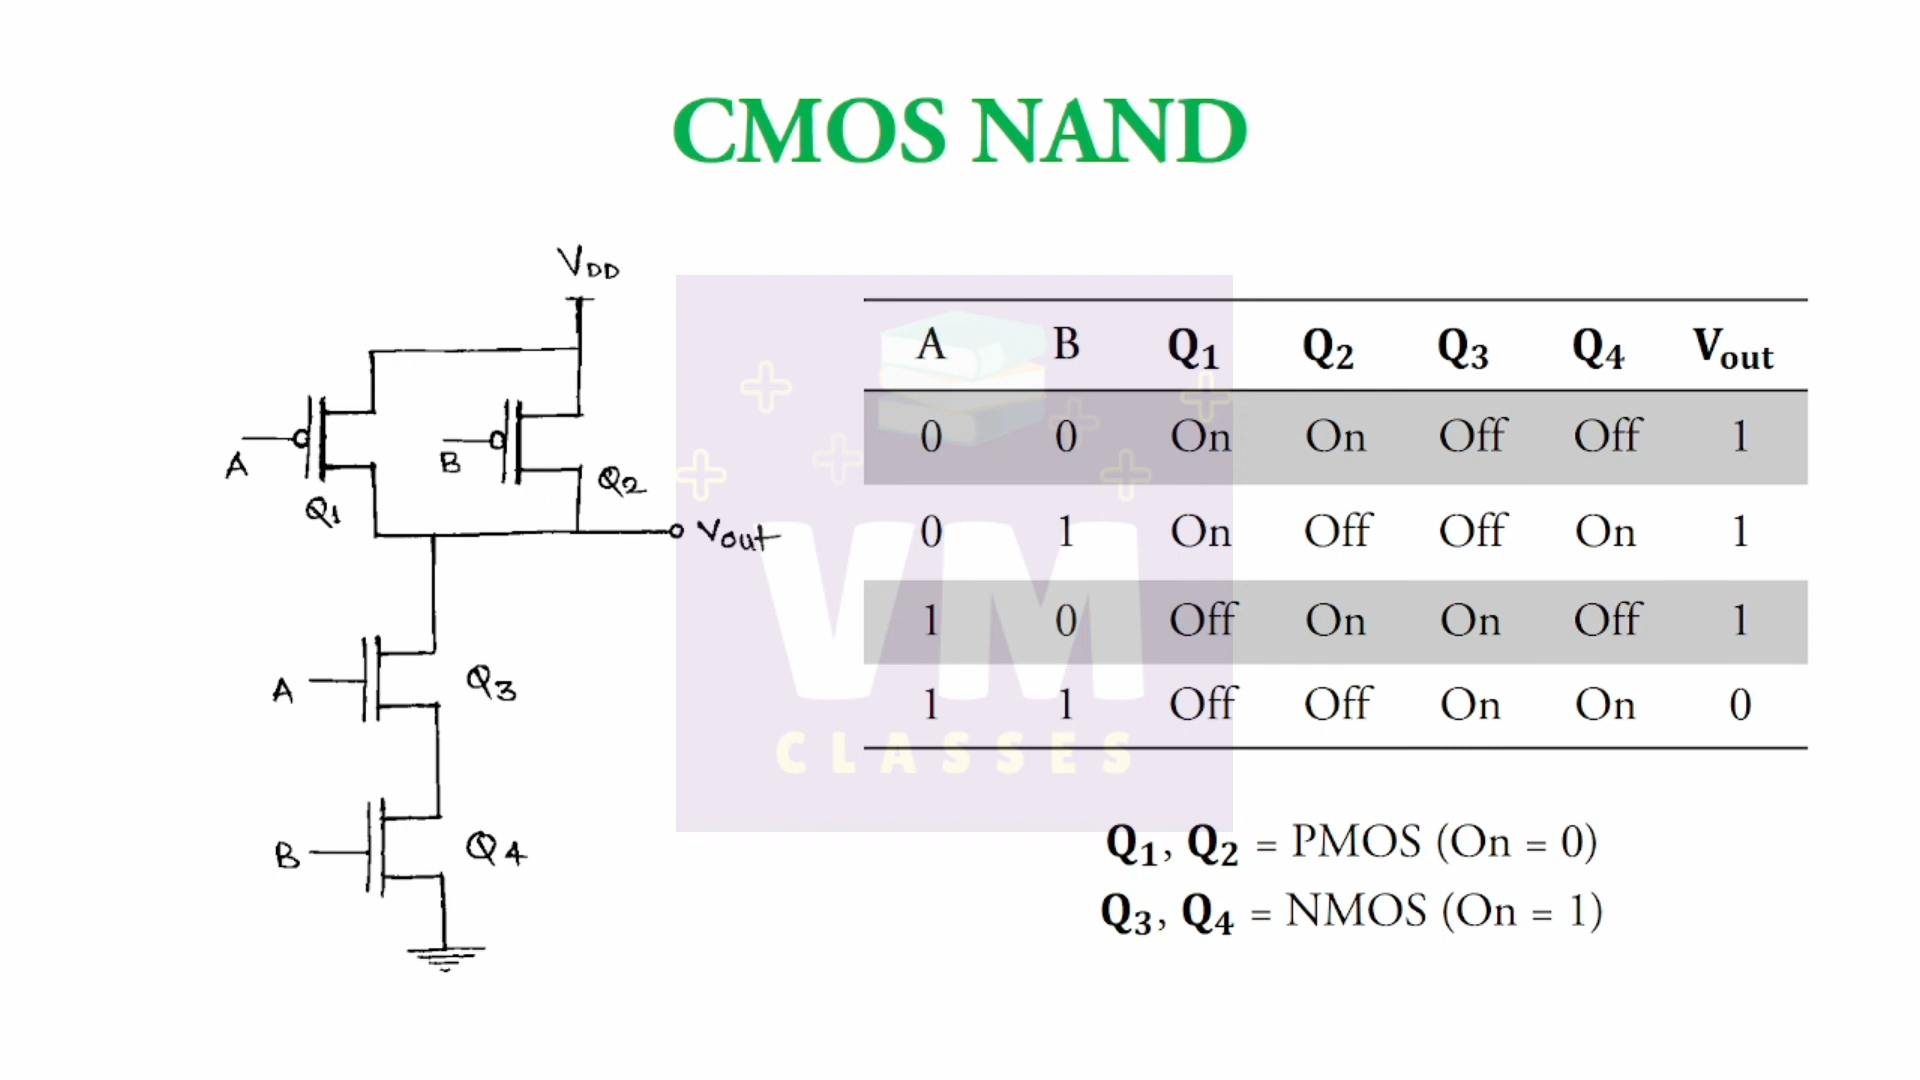 CMOS NAND
VDD
A
Q1
B
Q2
Vout
A
Q3
B
Q4
A B Q1 Q2 Q3 Q4 Vout
0 0 On On Off Off 1
0 1 On Off Off On 1
1 0 Off On On Off 1
1 1 Off Off On On 0
VM
CLASSES
Q1, Q2 = PMOS (On = 0)
Q3, Q4 = NMOS (On = 1)